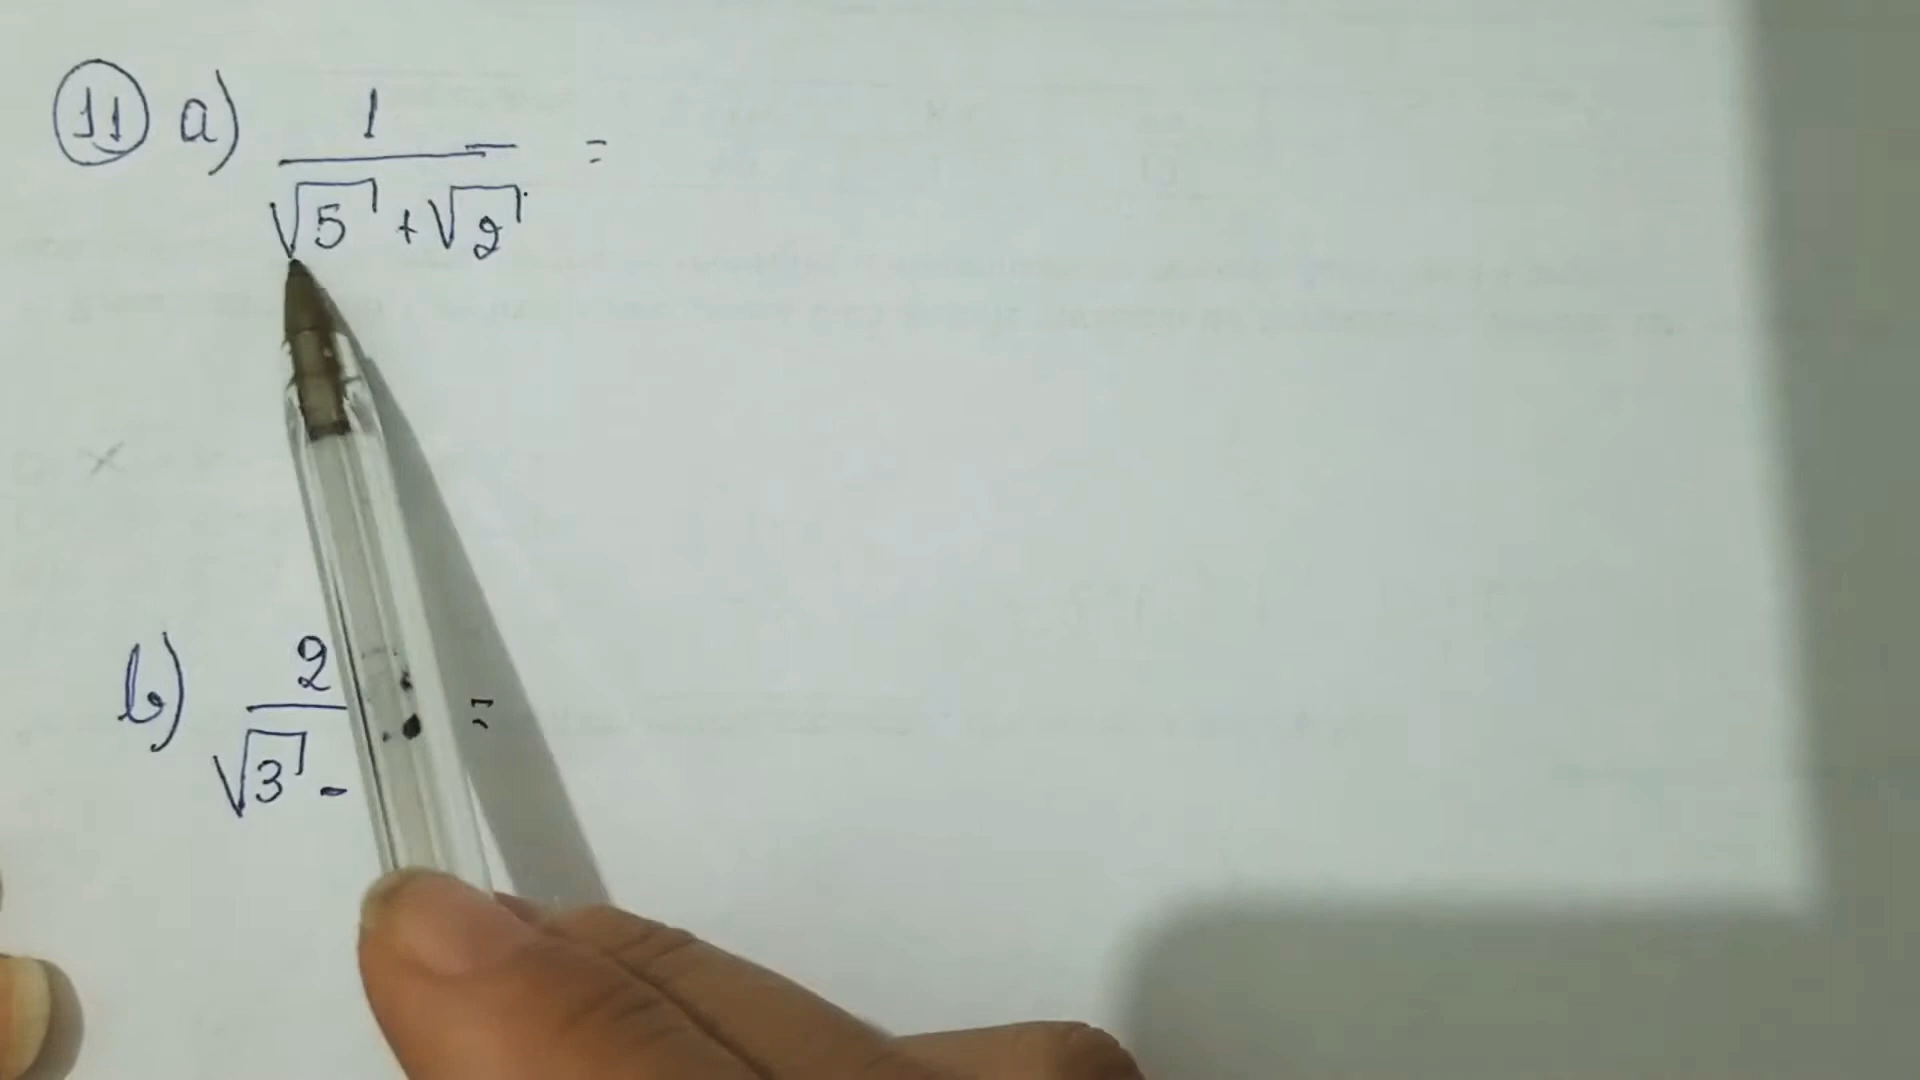 11 a) 1
√5 + √2 =
b) 2
√3 - =